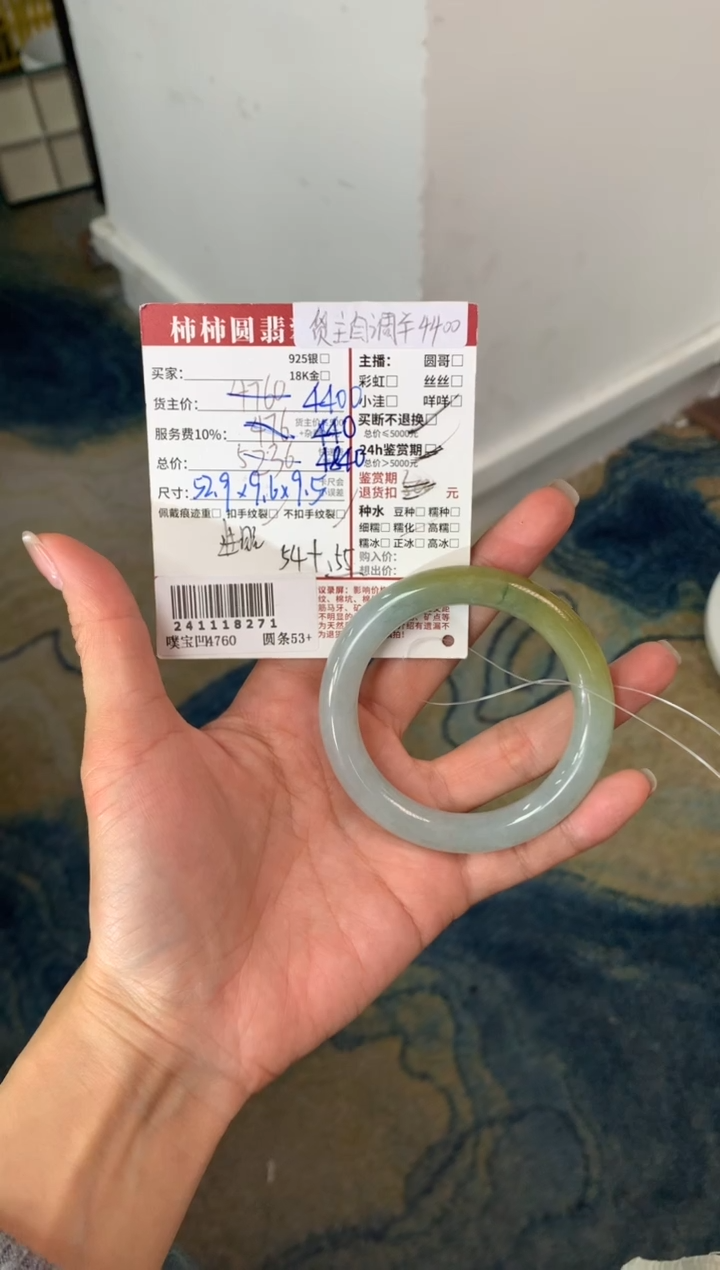 柿柿圆翡
货主自调平4400
925银□
买家：
18K金□
货主价： 4760 4400
服务费10%： 476 440
总价： 5236 4840
尺寸： 52.9×9.6×9.5
佩戴痕迹重□ 扣手纹裂□ 不扣手纹裂□
54+.55
241118271
噗宝凹4760 圆条53+
主播： 圆哥□
彩虹□ 丝丝□
小洼□ 咩咩□
买断不退换□
总价≤5000元
24h鉴赏期□
总价>5000元
鉴赏期
退货扣 元
种水 豆种□ 糯种□
细糯□ 糯化□ 高糯□
糯冰□ 正冰□ 高冰□
购入价：
想出价：
议录屏：影响价